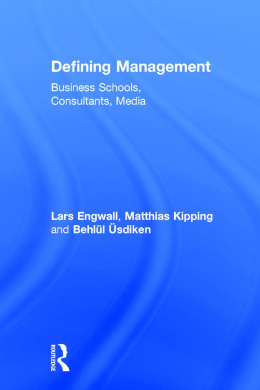 Defining Management
Business Schools,
Consultants, Media
Lars Engwall, Matthias Kipping
and Behlül Üsdiken
ROUTLEDGE